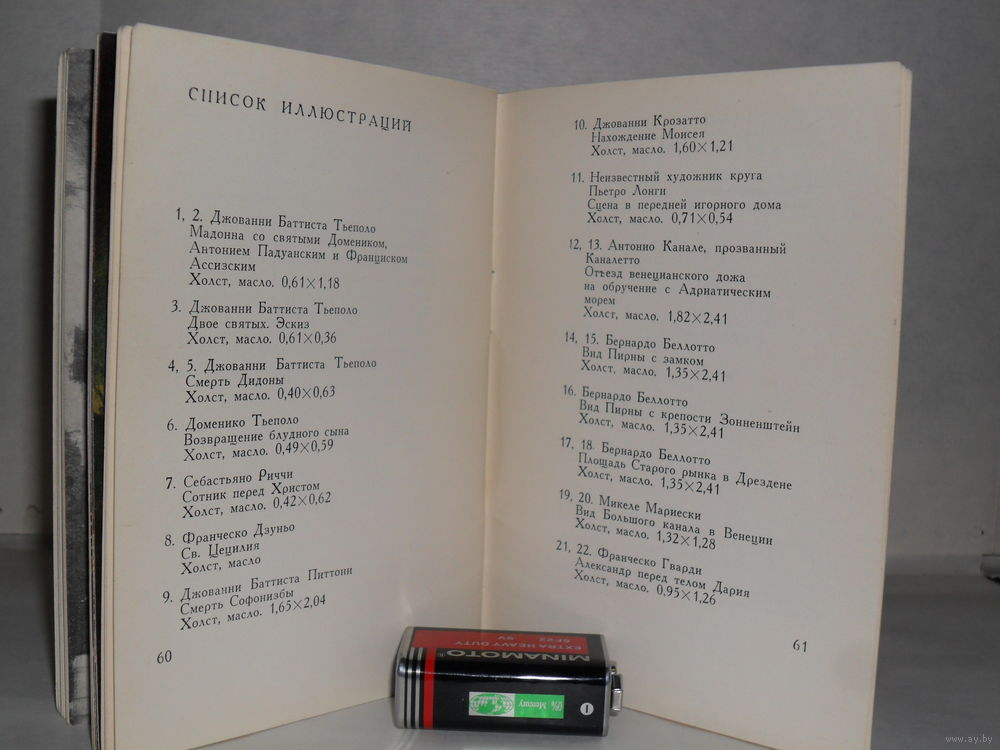 СПИСОК ИЛЛЮСТРАЦИЙ
1, 2. Джованни Баттиста Тьеполо
Мадонна со святыми Домеником,
Антонием Падуанским и Франциском
Ассизским
Холст, масло. 0,61×1,18
3. Джованни Баттиста Тьеполо
Двое святых. Эскиз
Холст, масло. 0,61×0,36
4, 5. Джованни Баттиста Тьеполо
Смерть Дидоны
Холст, масло. 0,40×0,63
6. Доменико Тьеполо
Возвращение блудного сына
Холст, масло. 0,49×0,59
7. Себастьяно Риччи
Сотник перед Христом
Холст, масло. 0,42×0,62
8. Франческо Дзуньо
Св. Цецилия
Холст, масло
9. Джованни Баттиста Питтони
Смерть Софонизбы
Холст, масло. 1,65×2,04
60
10. Джованни Крозатто
Нахождение Моисея
Холст, масло. 1,60×1,21
11. Неизвестный художник круга
Пьетро Лонги
Сцена в передней игорного дома
Холст, масло. 0,71×0,54
12, 13. Антонио Канале, прозванный
Каналетто
Отъезд венецианского дожа
на обручение с Адриатическим
морем
Холст, масло. 1,82×2,41
14, 15. Бернардо Беллотто
Вид Пирны с замком
Холст, масло. 1,35×2,41
16. Бернардо Беллотто
Вид Пирны с крепости Зонненштейн
Холст, масло. 1,35×2,41
17, 18. Бернардо Беллотто
Площадь Старого рынка в Дрездене
Холст, масло. 1,35×2,41
19, 20. Микеле Мариески
Вид Большого канала в Венеции
Холст, масло. 1,32×1,28
21, 22. Франческо Гварди
Александр перед телом Дария
Холст, масло. 0,95×1,26
61
6F22 9V
EXTRA HEAVY DUTY
MINAMOTO®
0% Mercury
www.ay.by